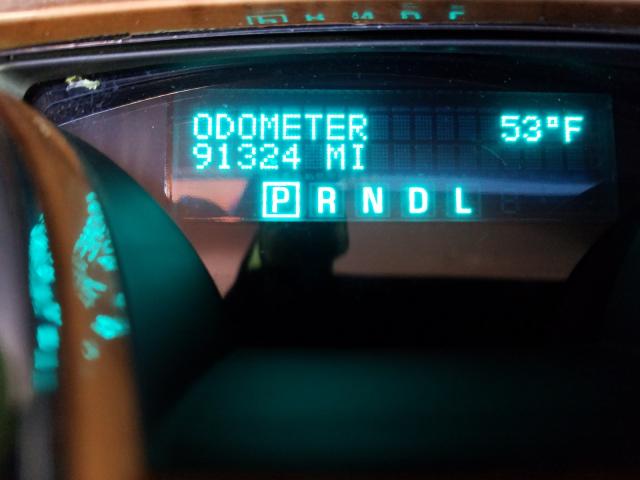 ODOMETER 53°F
91324 MI
P R N D L